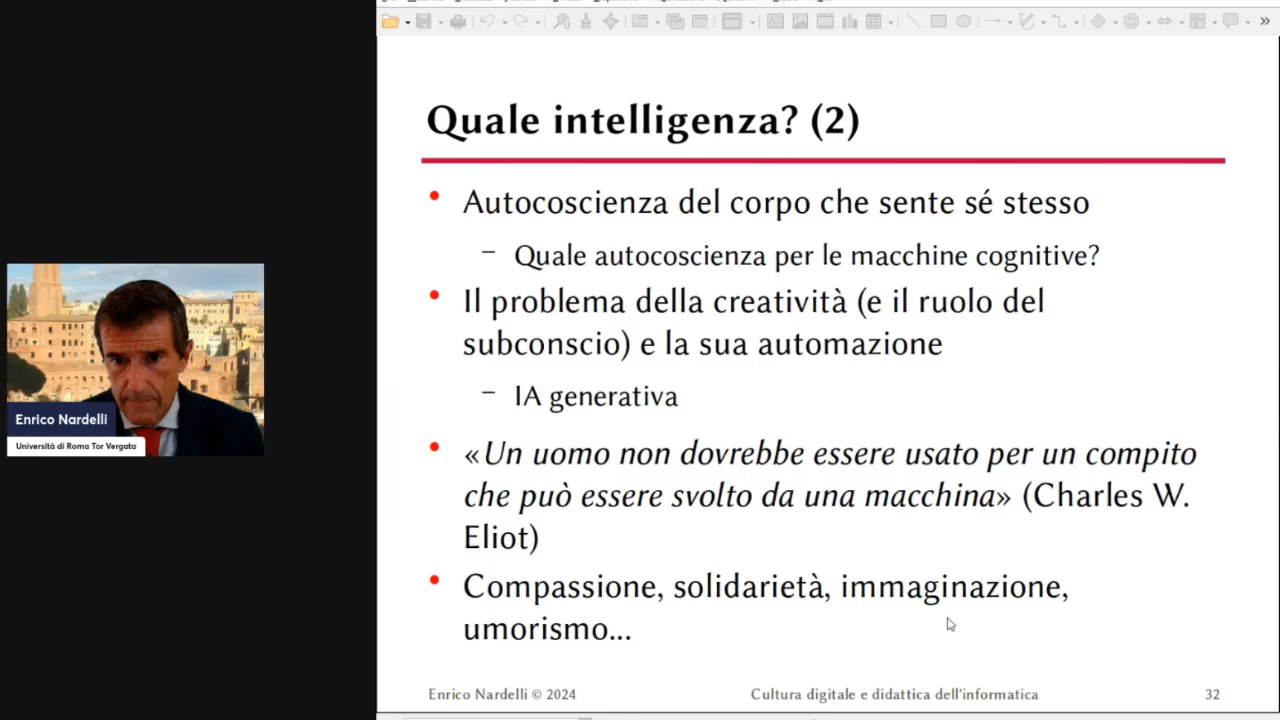 Quale intelligenza? (2)
• Autocoscienza del corpo che sente sé stesso
– Quale autocoscienza per le macchine cognitive?
• Il problema della creatività (e il ruolo del
subconscio) e la sua automazione
– IA generativa
• «Un uomo non dovrebbe essere usato per un compito
che può essere svolto da una macchina» (Charles W.
Eliot)
• Compassione, solidarietà, immaginazione,
umorismo...
Enrico Nardelli © 2024 Cultura digitale e didattica dell'informatica 32
Enrico Nardelli
Università di Roma Tor Vergata